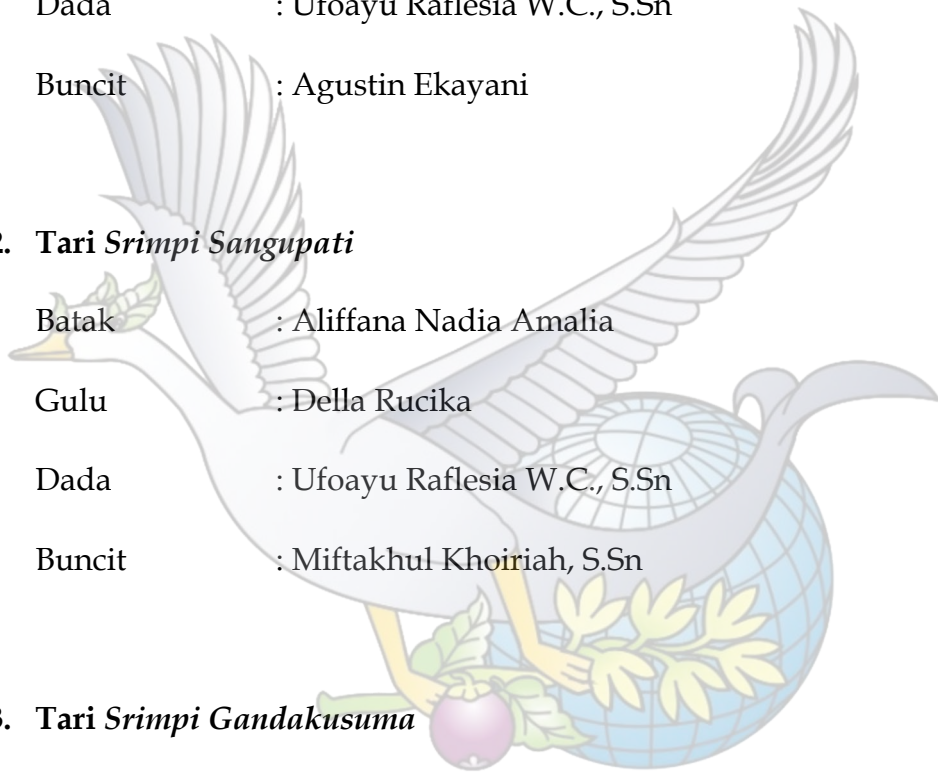 Dada : Ufoayu Raflesia W.C., S.Sn
Buncit : Agustin Ekayani
2. Tari Srimpi Sangupati
Batak : Aliffana Nadia Amalia
Gulu : Della Rucika
Dada : Ufoayu Raflesia W.C., S.Sn
Buncit : Miftakhul Khoiriah, S.Sn
3. Tari Srimpi Gandakusuma